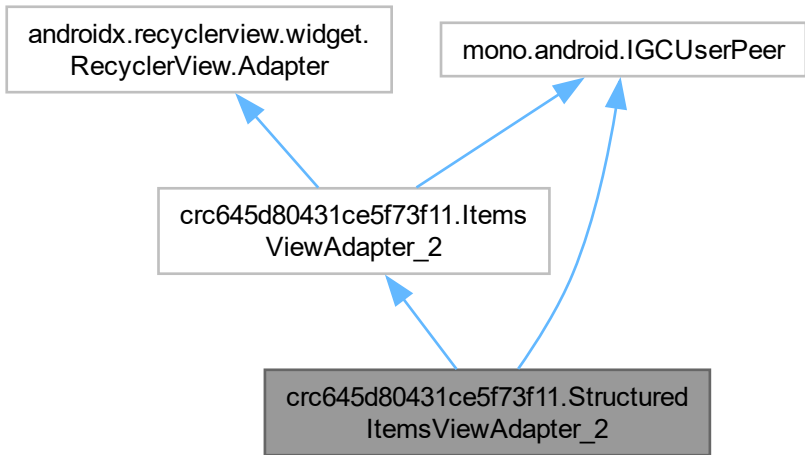 androidx.recyclerview.widget.
RecyclerView.Adapter
mono.android.IGCUserPeer
crc645d80431ce5f73f11.Items
ViewAdapter_2
crc645d80431ce5f73f11.Structured
ItemsViewAdapter_2